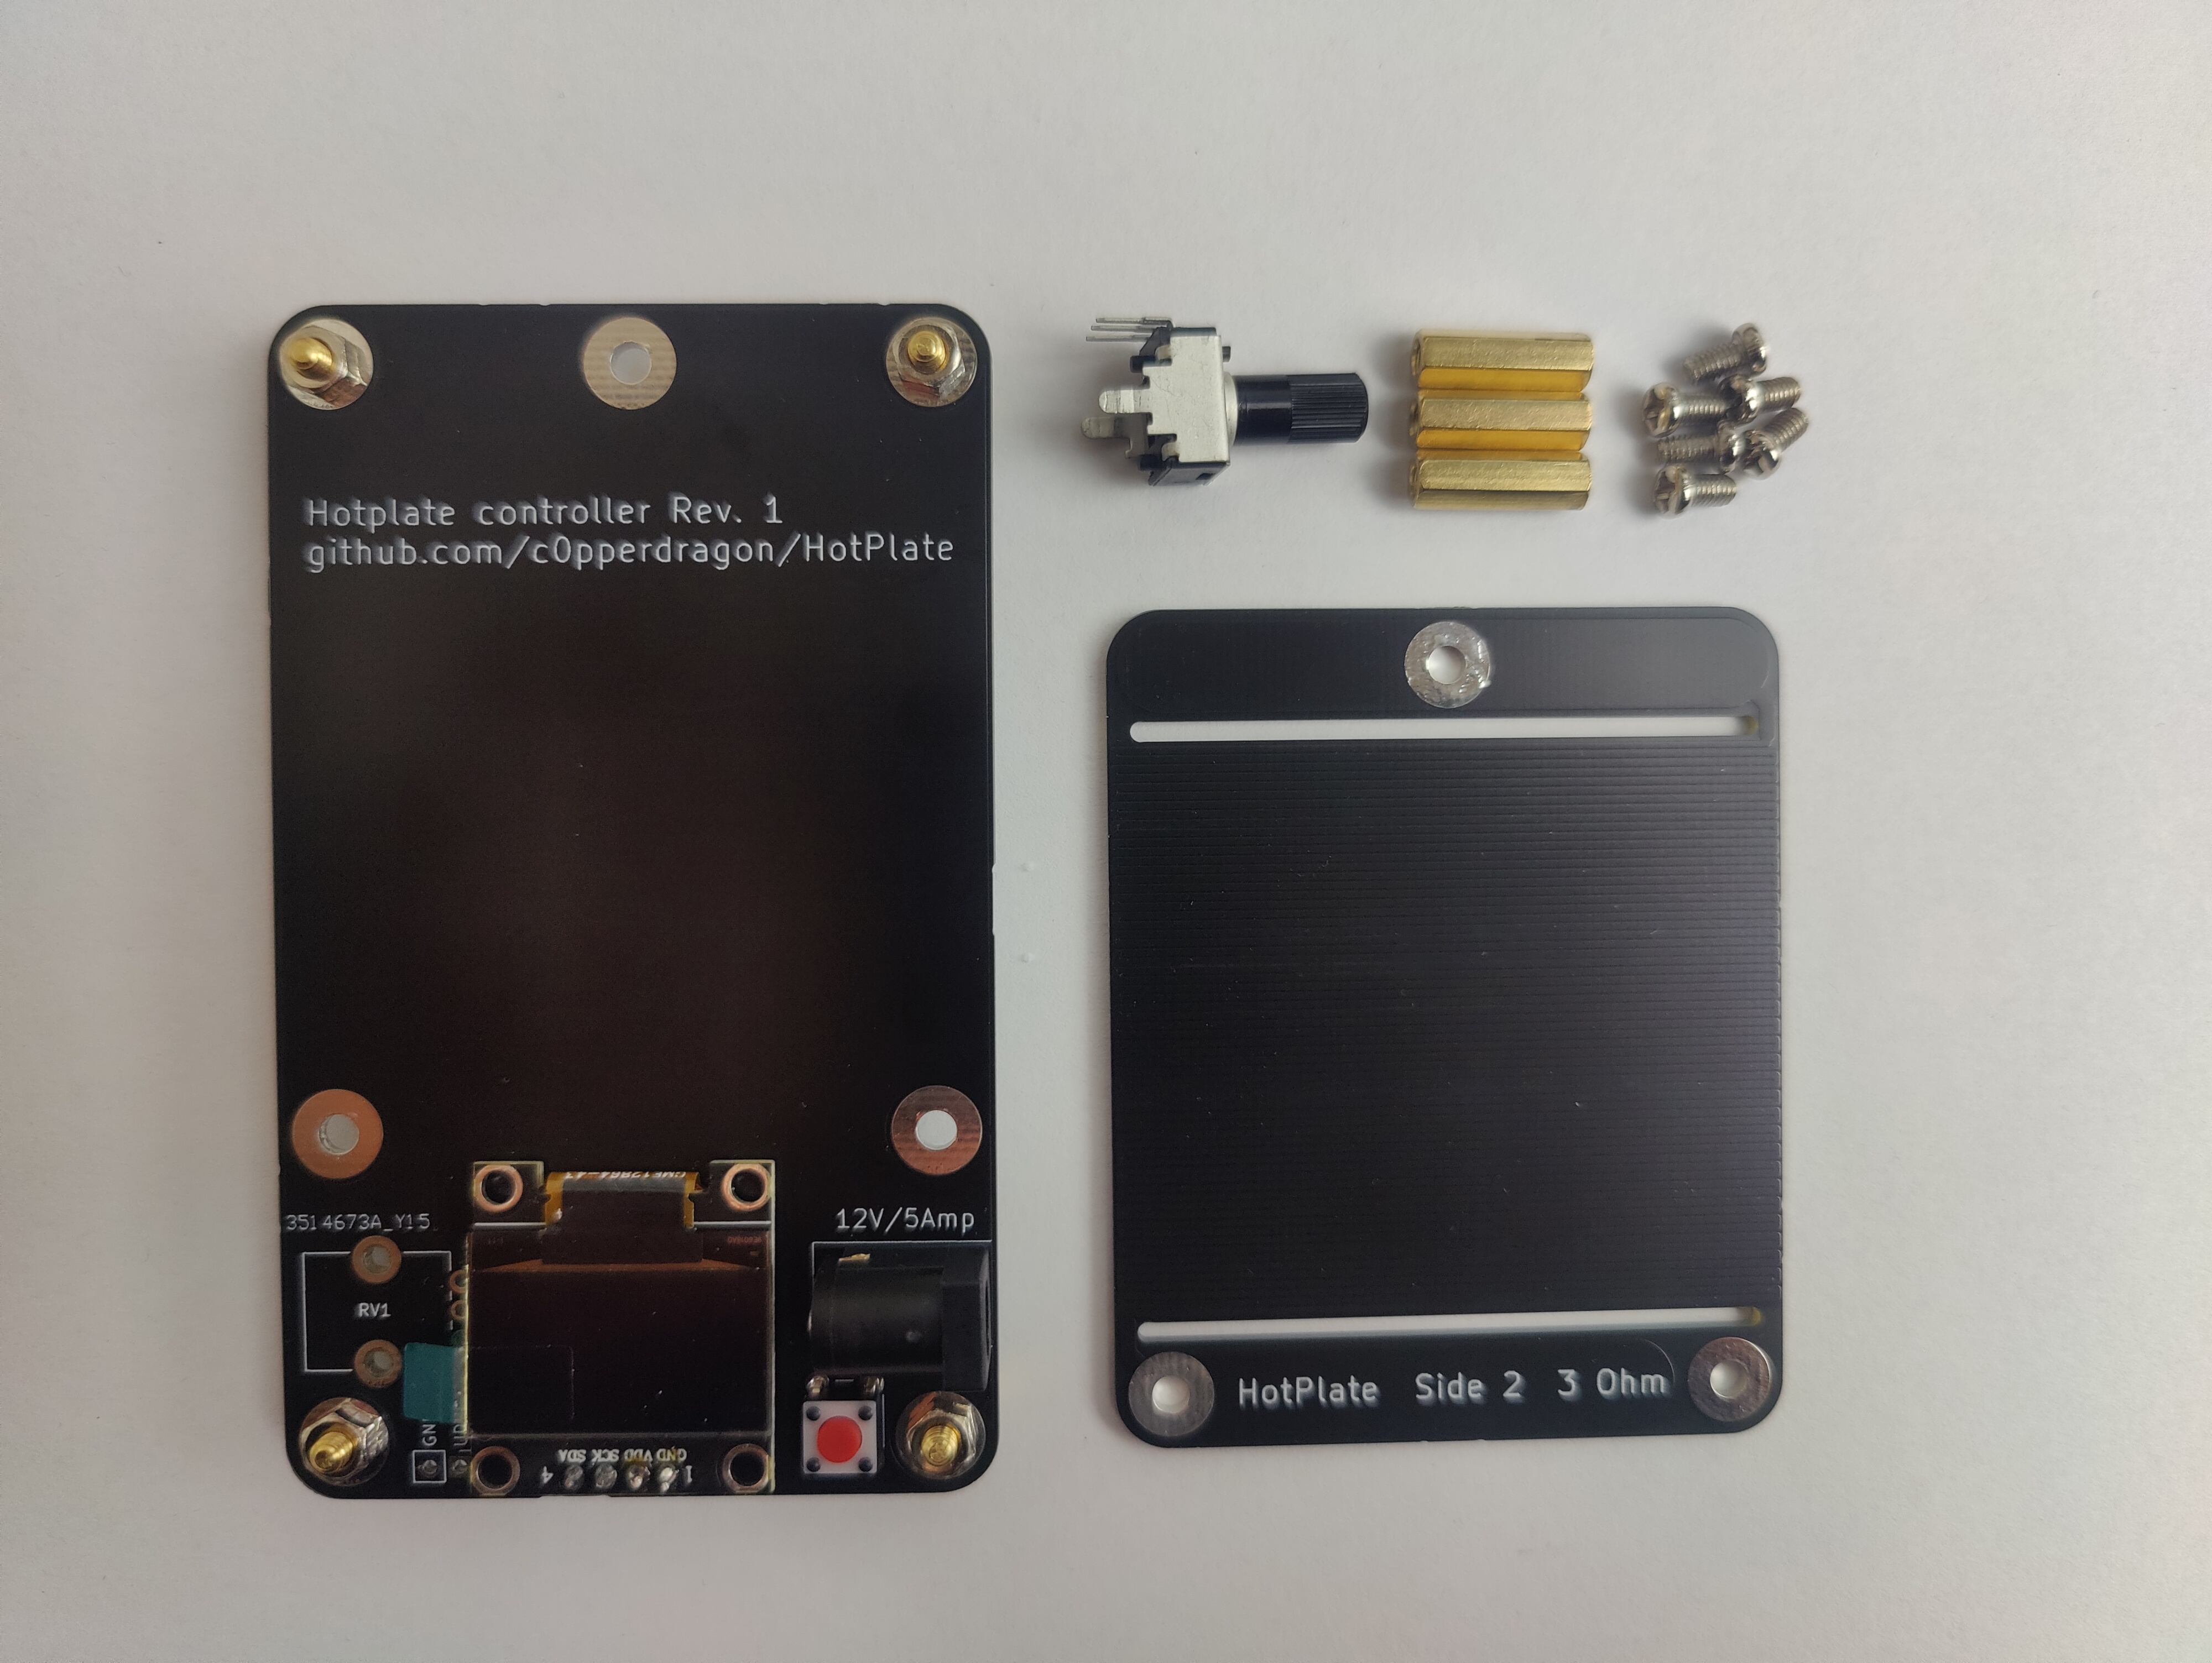 Hotplate controller Rev. 1
github.com/c0pperdragon/HotPlate
3514673A_Y15
12V/5Amp
RV1
GND VDD SCK SDA
1
4
HotPlate Side 2 3 Ohm